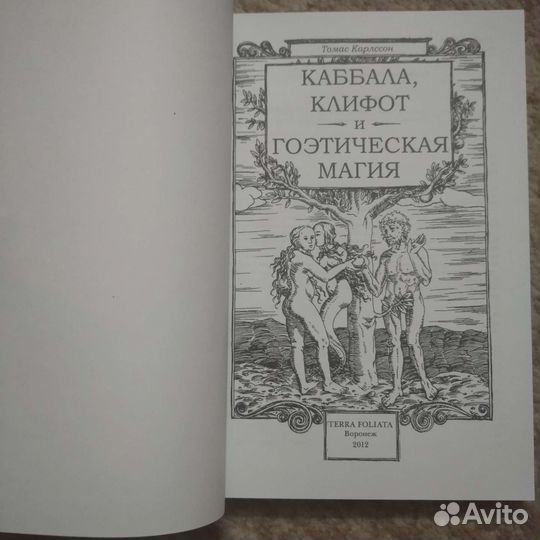 Томас Карлссон
КАББАЛА,
КЛИФОТ
И
ГОЭТИЧЕСКАЯ
МАГИЯ
TERRA FOLIATA
Воронеж
2012
Avito